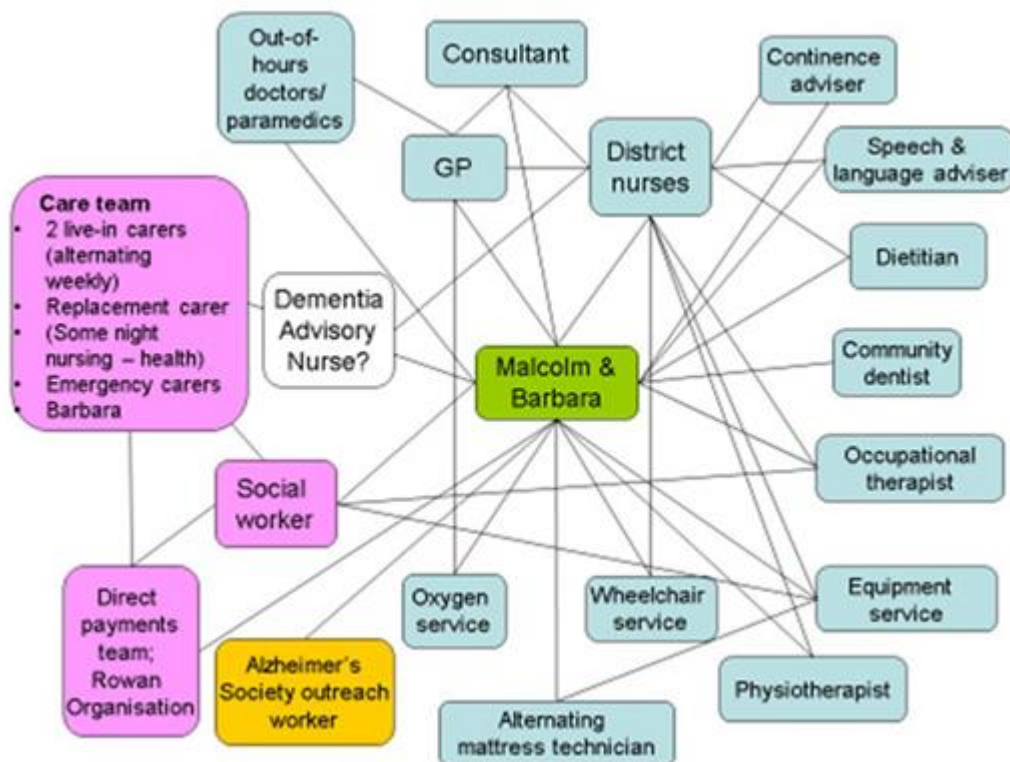 Out-of-
hours
doctors/
paramedics
Consultant
Continence
adviser
GP
District
nurses
Speech &
language adviser
Care team
• 2 live-in carers
(alternating
weekly)
• Replacement carer
• (Some night
nursing – health)
• Emergency carers
• Barbara
Dementia
Advisory
Nurse?
Dietitian
Malcolm &
Barbara
Community
dentist
Social
worker
Occupational
therapist
Direct
payments
team;
Rowan
Organisation
Alzheimer´s
Society outreach
worker
Oxygen
service
Wheelchair
service
Equipment
service
Alternating
mattress technician
Physiotherapist